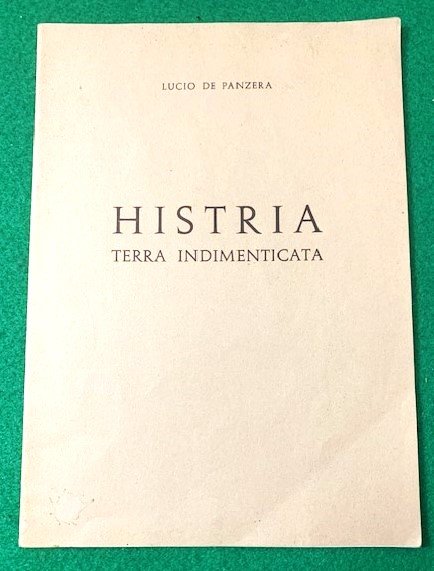 LUCIO DE PANZERA
HISTRIA
TERRA INDIMENTICATA